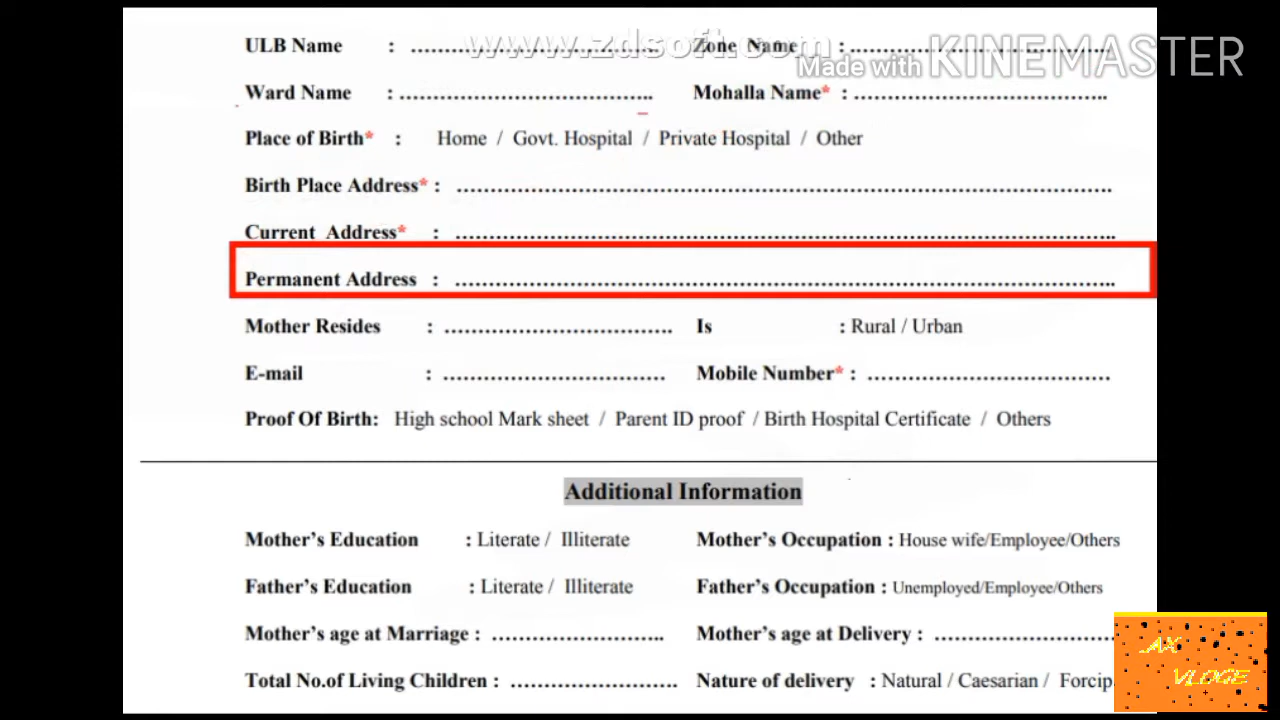 www.zdsoft.com
Made with KINEMASTER
ULB Name : ........................................ Zone Name : ........................................
Ward Name : ........................................ Mohalla Name* : ........................................
Place of Birth* : Home / Govt. Hospital / Private Hospital / Other
Birth Place Address* : ................................................................................
Current Address* : ................................................................................
Permanent Address : ................................................................................
Mother Resides : .................................... Is : Rural / Urban
E-mail : .................................... Mobile Number* : ....................................
Proof Of Birth: High school Mark sheet / Parent ID proof / Birth Hospital Certificate / Others
Additional Information
Mother's Education : Literate / Illiterate Mother's Occupation : House wife/Employee/Others
Father's Education : Literate / Illiterate Father's Occupation : Unemployed/Employee/Others
Mother's age at Marriage : ........................... Mother's age at Delivery : ...........................
Total No.of Living Children : ........................... Nature of delivery : Natural / Caesarian / Forcip
AX
VLOGE